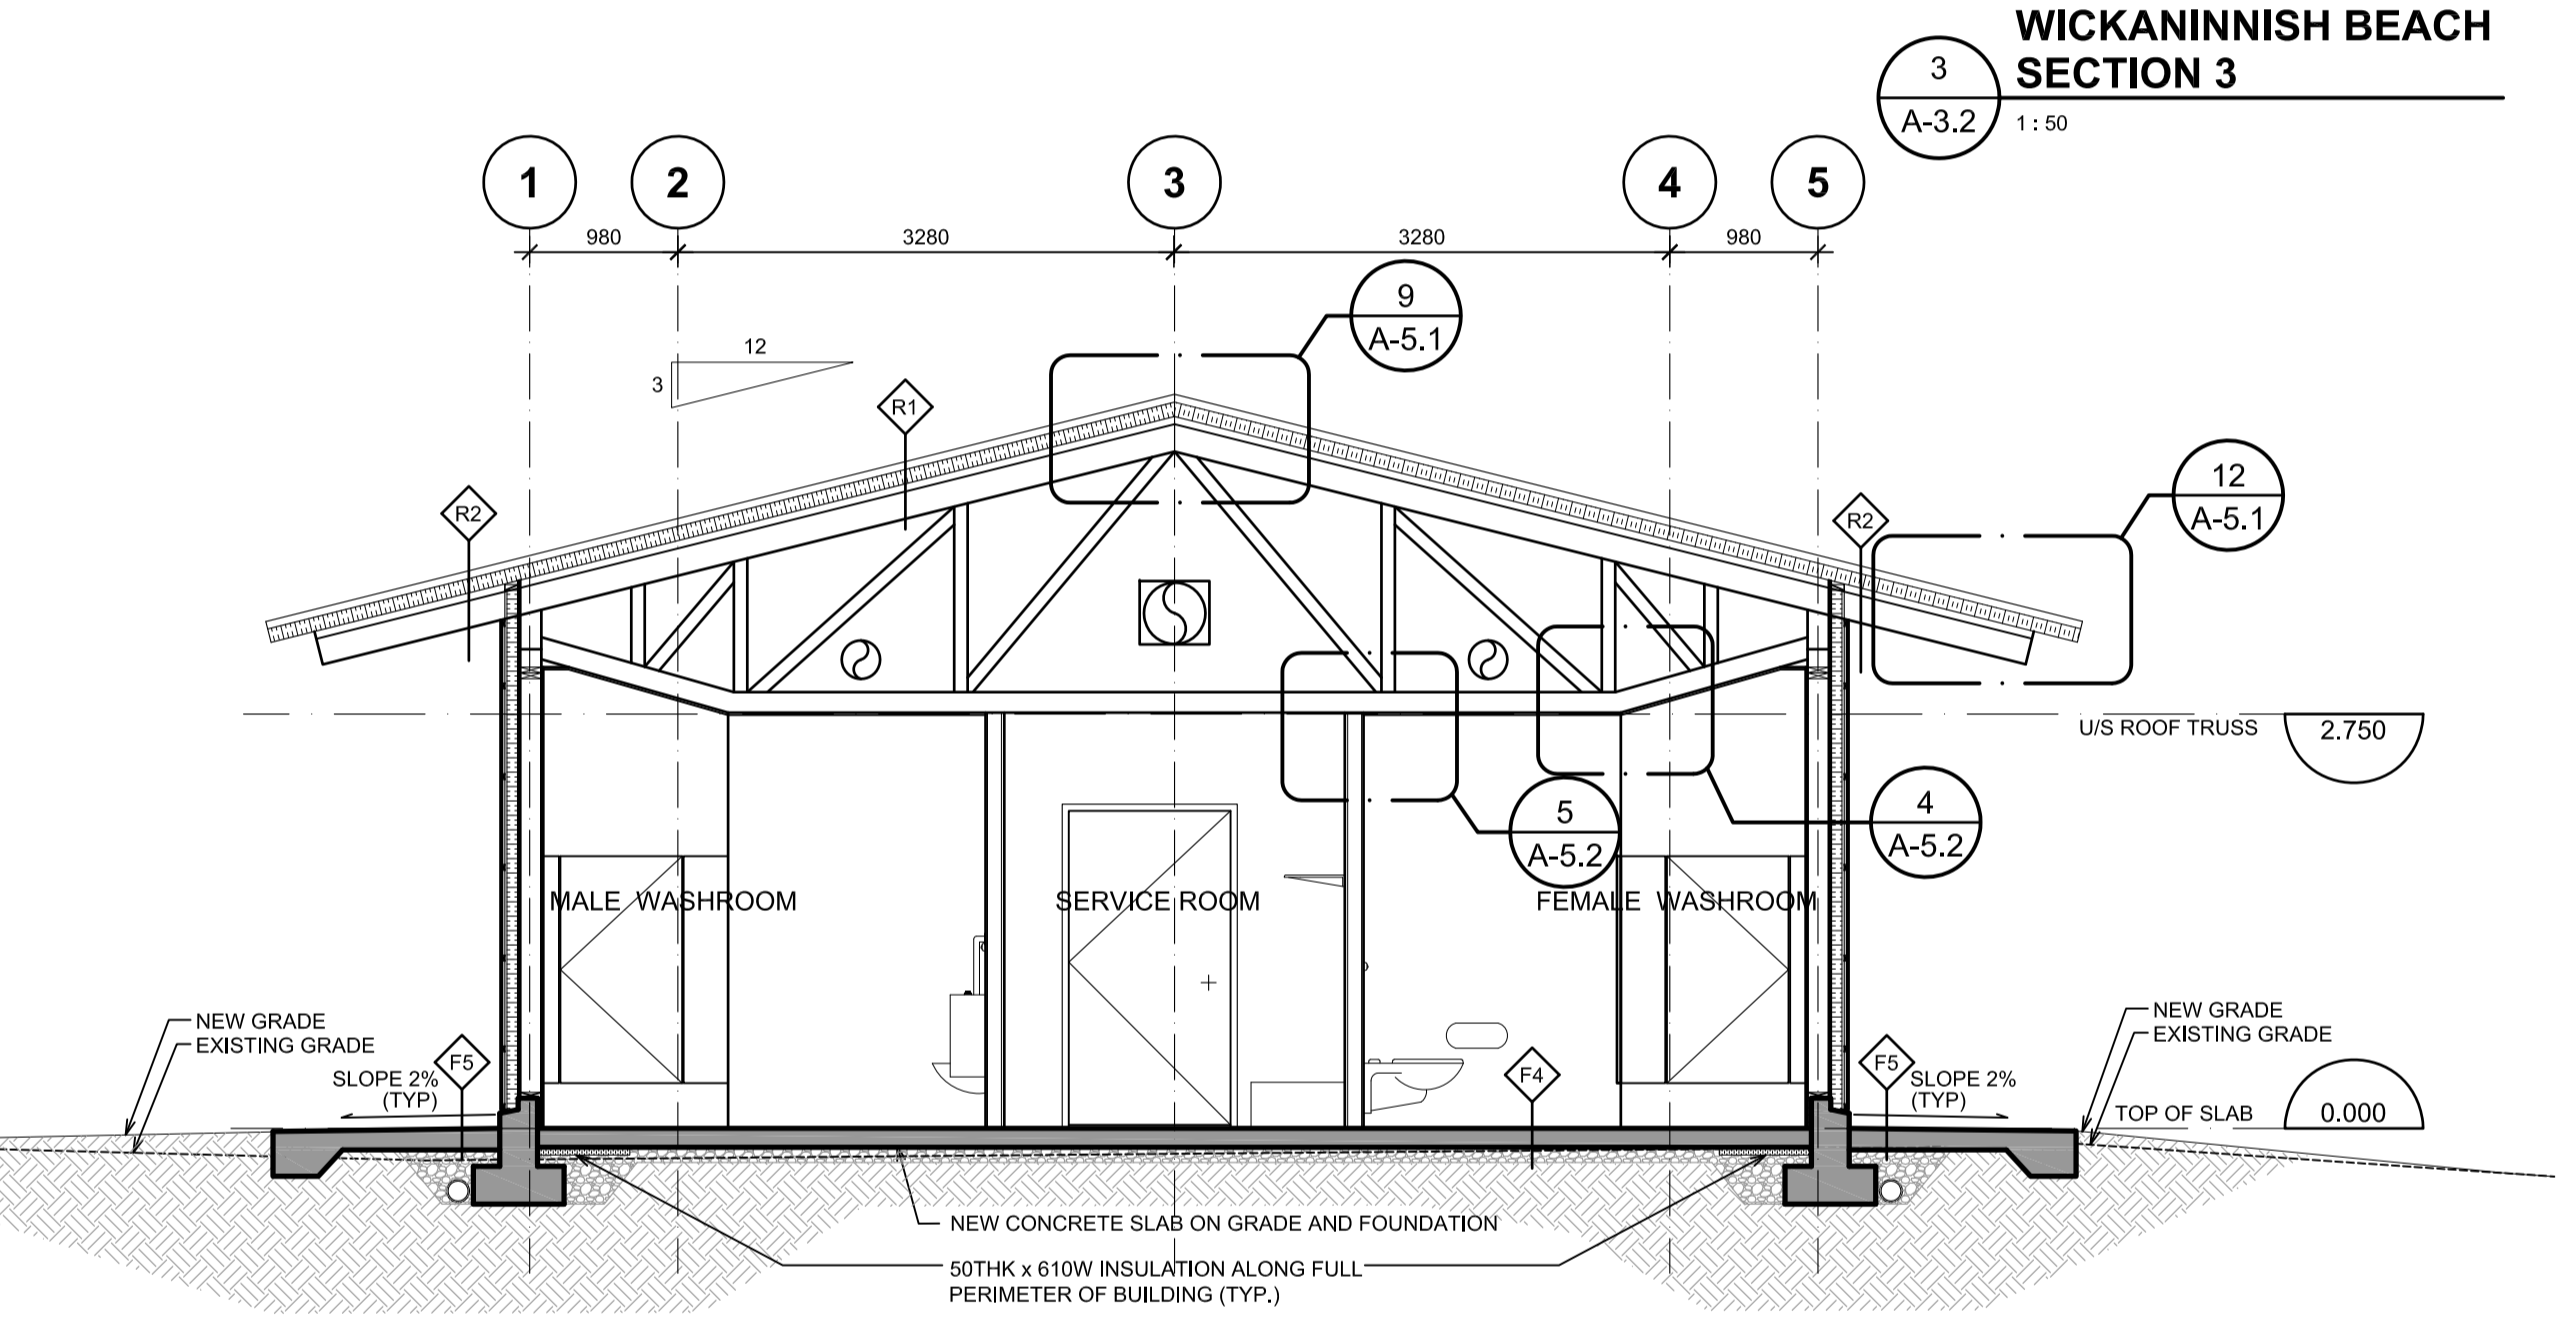 WICKANINNISH BEACH
SECTION 3
3
A-3.2
1 : 50
1
2
3
4
5
980
3280
3280
980
9
A-5.1
12
3
R1
R2
R2
12
A-5.1
U/S ROOF TRUSS
2.750
5
A-5.2
4
A-5.2
MALE WASHROOM
SERVICE ROOM
FEMALE WASHROOM
NEW GRADE
EXISTING GRADE
SLOPE 2%
(TYP)
F5
F4
F5
SLOPE 2%
(TYP)
NEW GRADE
EXISTING GRADE
TOP OF SLAB
0.000
NEW CONCRETE SLAB ON GRADE AND FOUNDATION
50THK x 610W INSULATION ALONG FULL
PERIMETER OF BUILDING (TYP.)